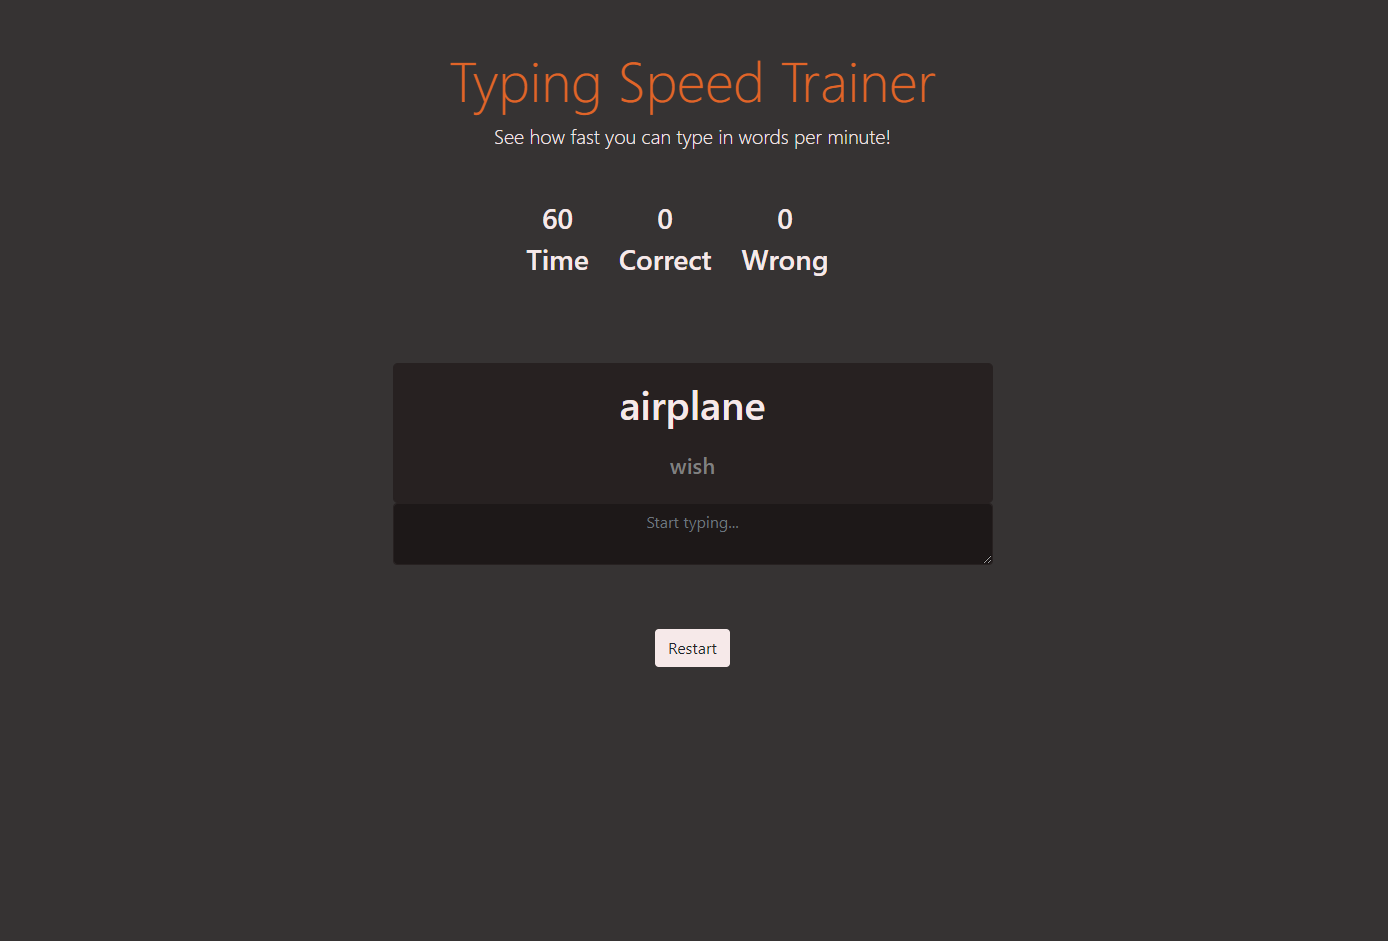 Typing Speed Trainer
See how fast you can type in words per minute!
60 0 0
Time Correct Wrong
airplane
wish
Start typing...
Restart